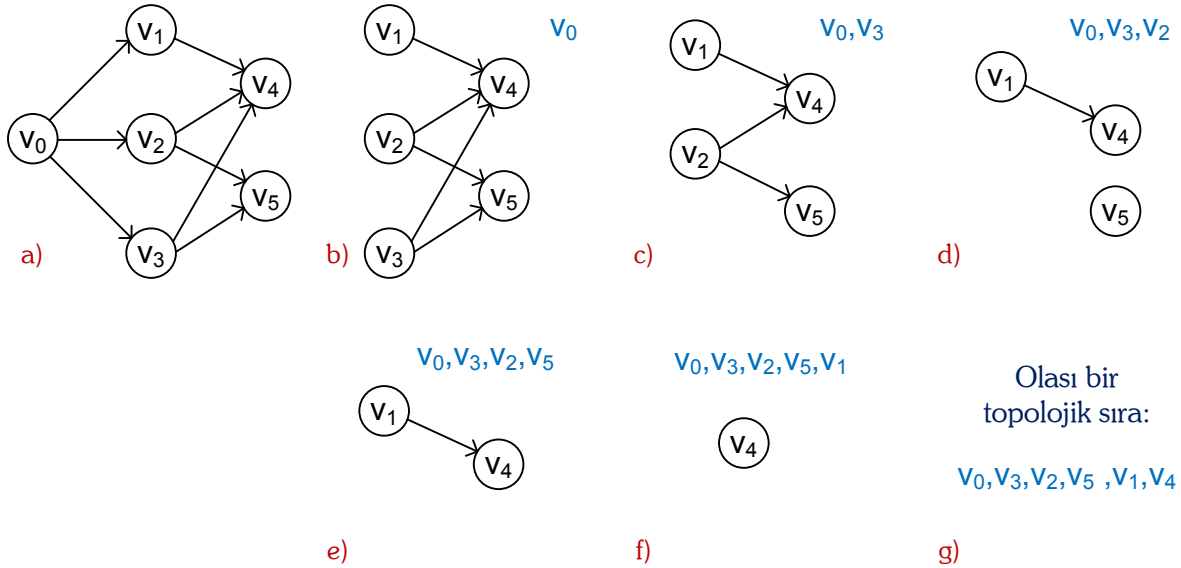 V₁
V₄
V₀
V₂
V₅
V₃
a)
V₀
V₁
V₄
V₂
V₅
V₃
b)
V₀,V₃
V₁
V₄
V₂
V₅
c)
V₀,V₃,V₂
V₁
V₄
V₅
d)
V₀,V₃,V₂,V₅
V₁
V₄
e)
V₀,V₃,V₂,V₅,V₁
V₄
f)
Olası bir
topolojik sıra:
V₀,V₃,V₂,V₅ ,V₁,V₄
g)